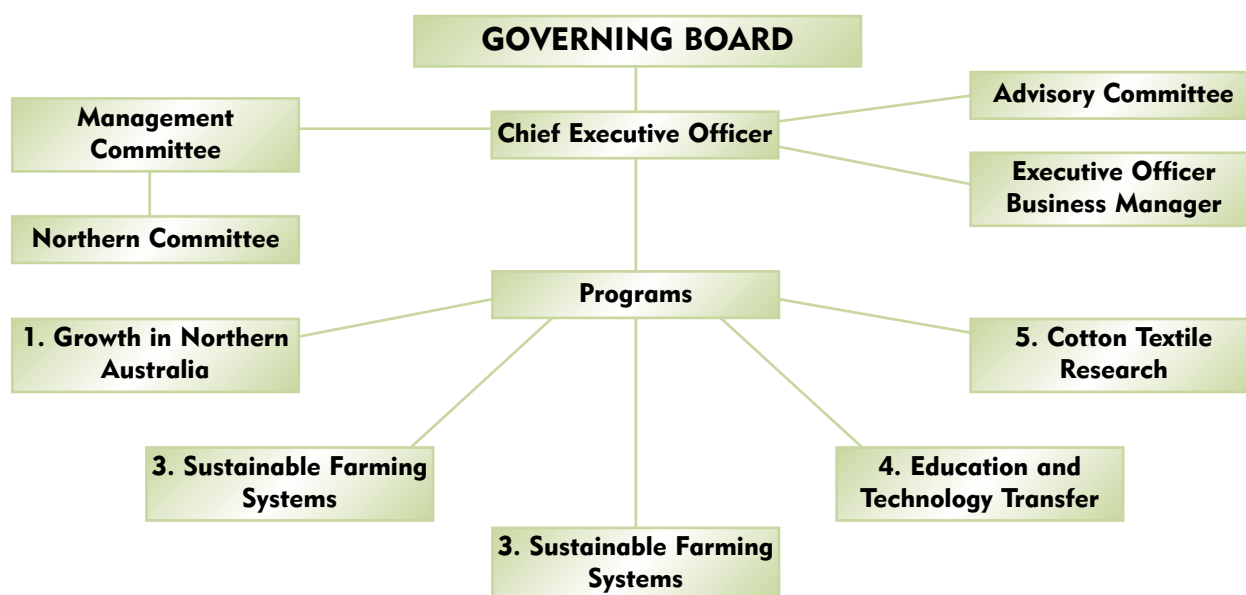 GOVERNING BOARD
Advisory Committee
Management
Committee
Chief Executive Officer
Executive Officer
Business Manager
Northern Committee
Programs
1. Growth in Northern
Australia
5. Cotton Textile
Research
3. Sustainable Farming
Systems
4. Education and
Technology Transfer
3. Sustainable Farming
Systems